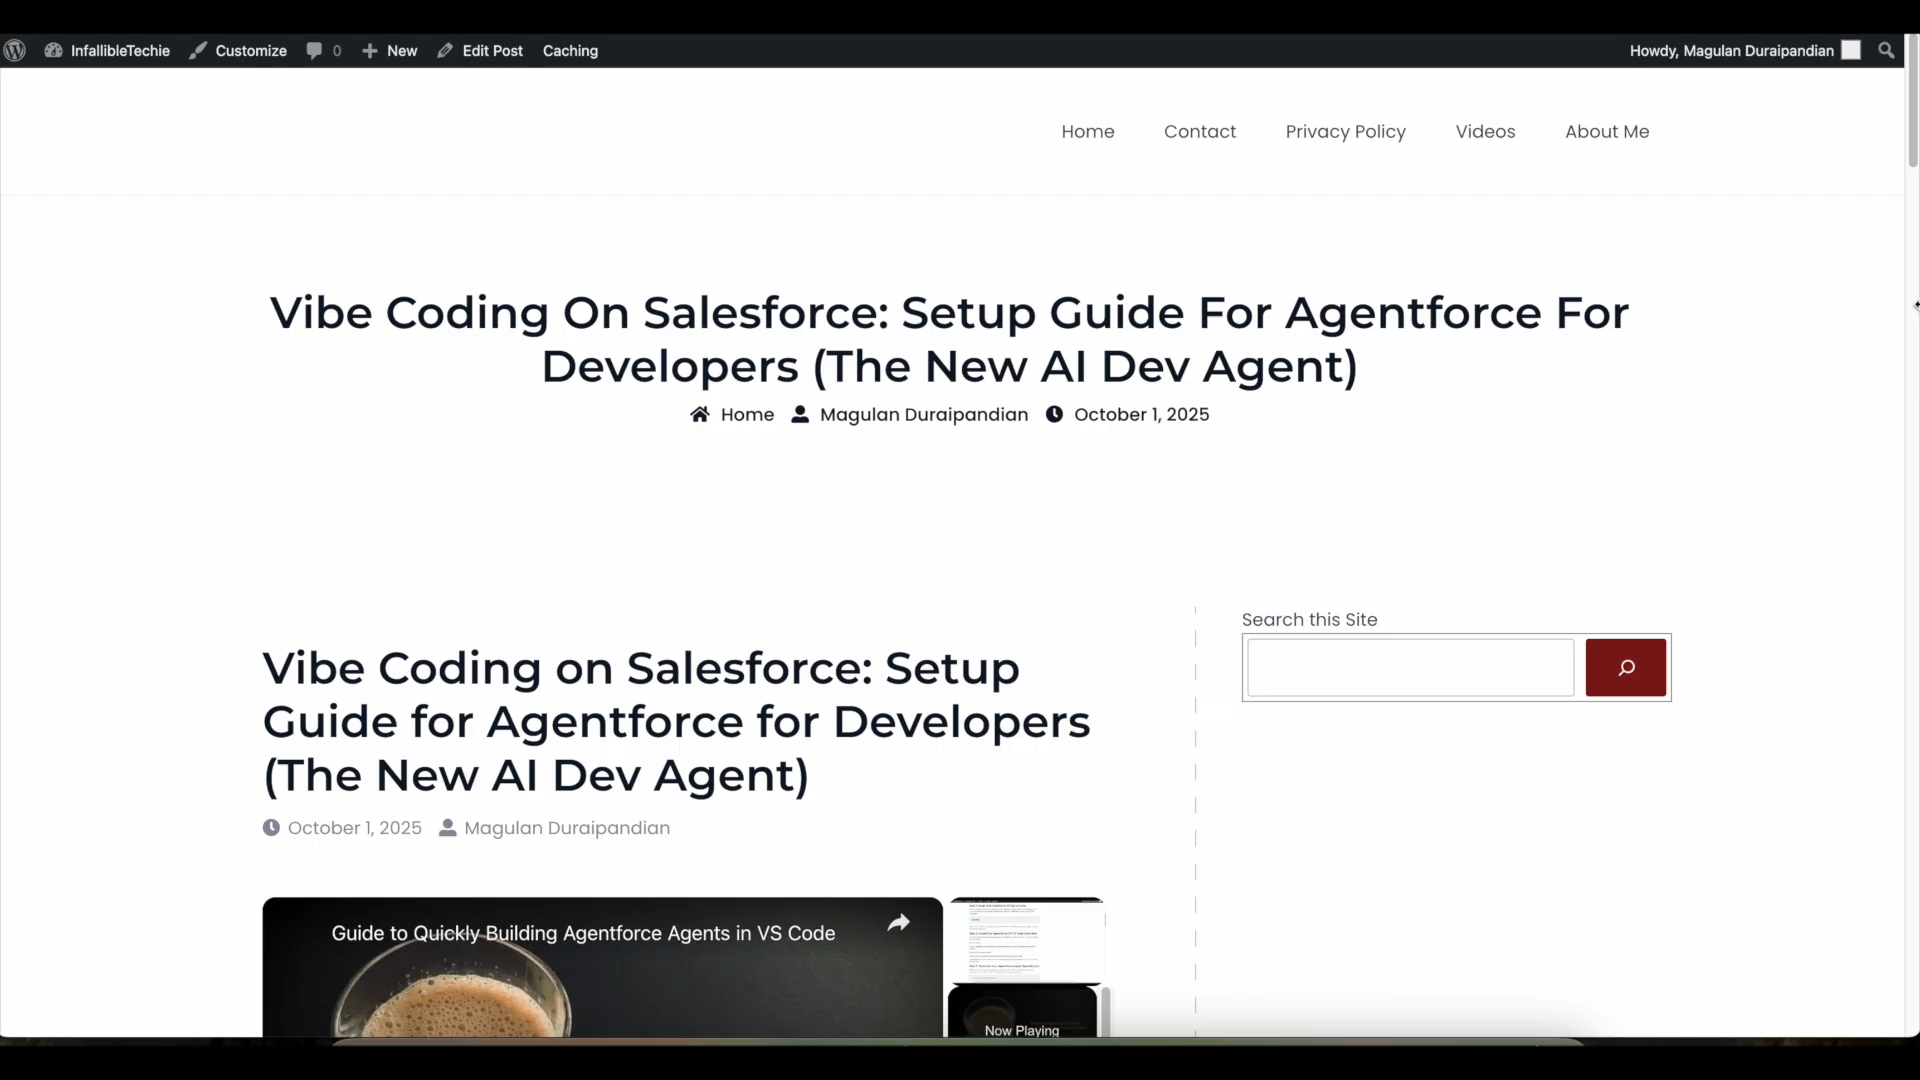 InfallibleTechie Customize 0 New Edit Post Caching Howdy, Magulan Duraipandian
Home Contact Privacy Policy Videos About Me
Vibe Coding On Salesforce: Setup Guide For Agentforce For
Developers (The New AI Dev Agent)
Home Magulan Duraipandian October 1, 2025
Search this Site
Vibe Coding on Salesforce: Setup
Guide for Agentforce for Developers
(The New AI Dev Agent)
October 1, 2025 Magulan Duraipandian
Guide to Quickly Building Agentforce Agents in VS Code
Now Playing